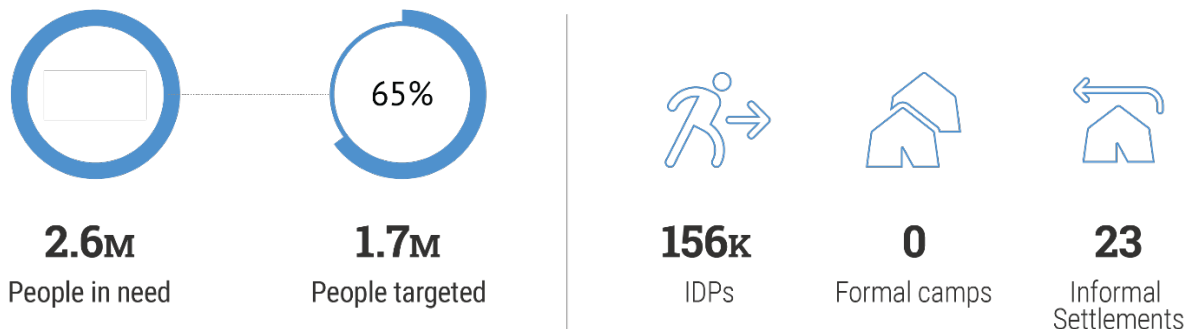 65%
2.6M
People in need
1.7M
People targeted
156K
IDPs
0
Formal camps
23
Informal
Settlements